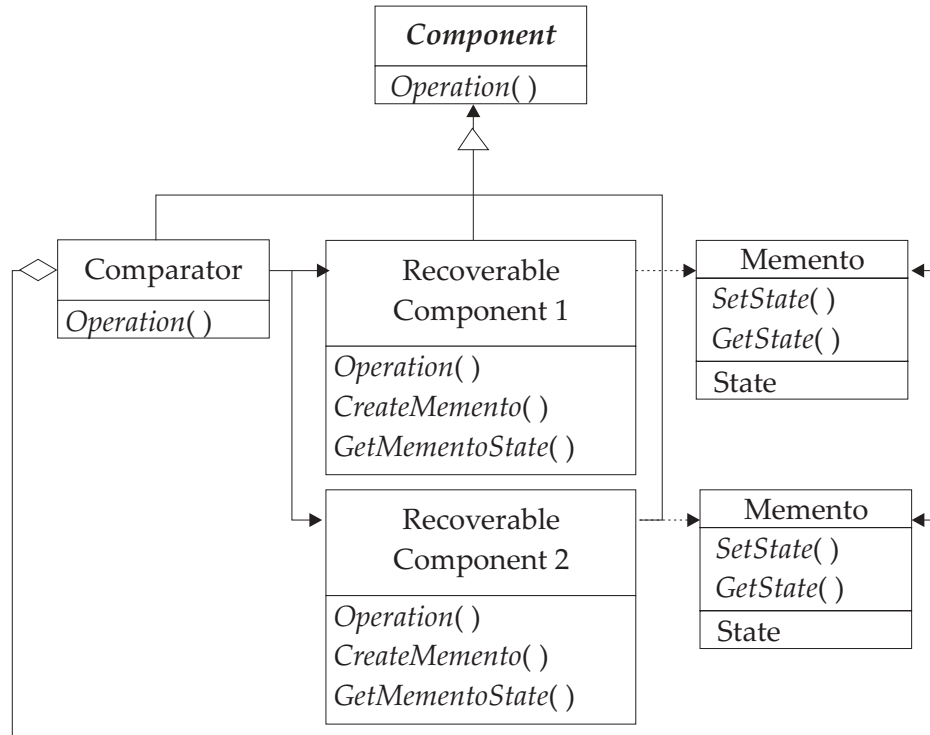 Component
Operation( )
Comparator
Operation( )
Recoverable
Component 1
Operation( )
CreateMemento( )
GetMementoState( )
Memento
SetState( )
GetState( )
State
Recoverable
Component 2
Operation( )
CreateMemento( )
GetMementoState( )
Memento
SetState( )
GetState( )
State